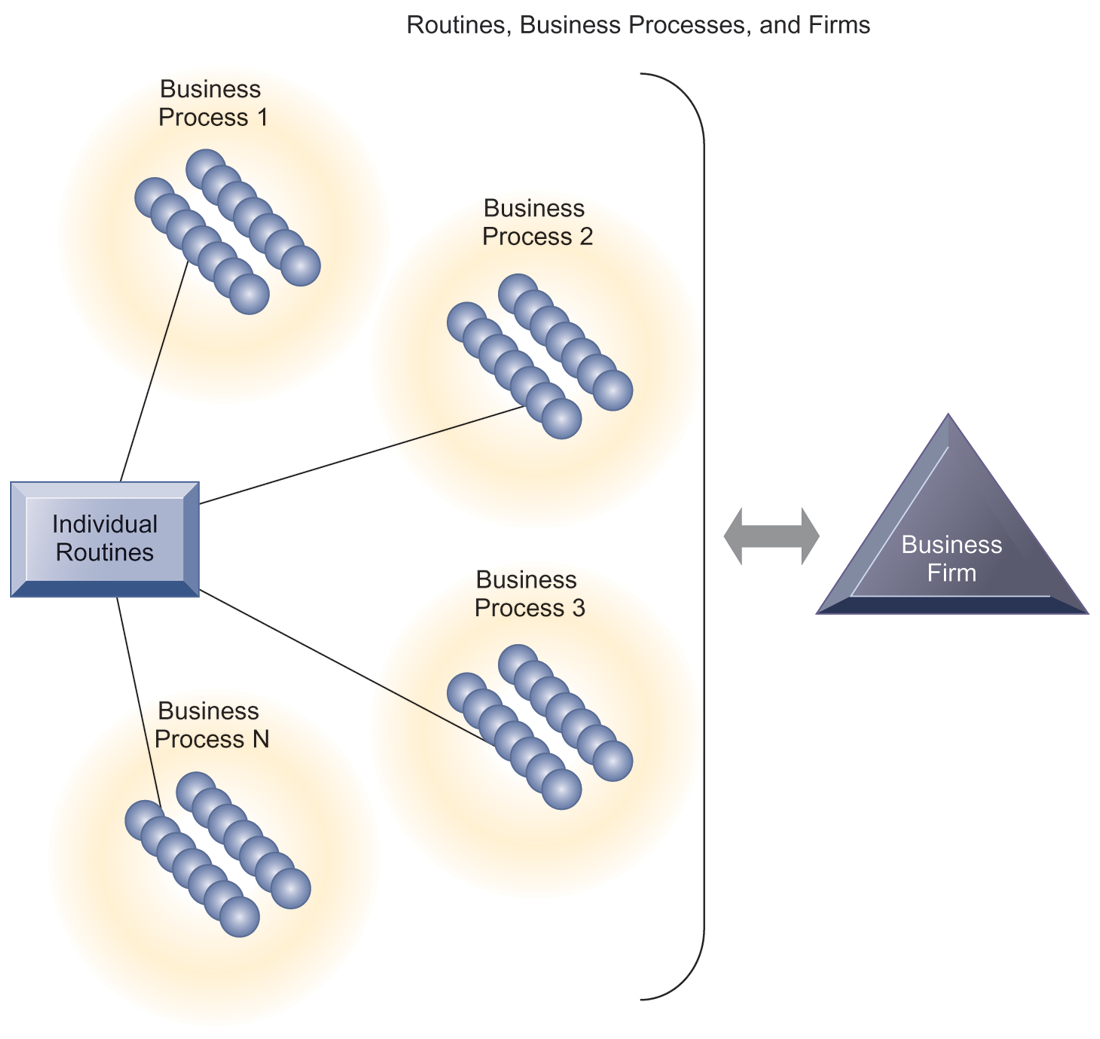 Routines, Business Processes, and Firms
Business
Process 1
Business
Process 2
Individual
Routines
Business
Firm
Business
Process 3
Business
Process N